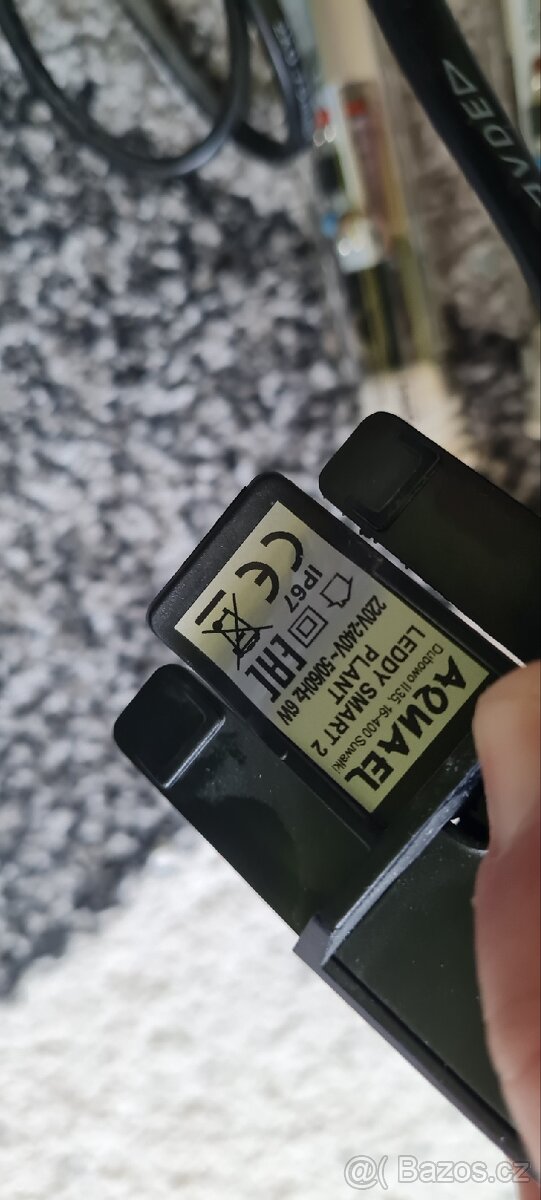 AQUAEL
Dubowo II 35, 16-400 Suwałki
LEDDY SMART 2
PLANT
220V-240V~50/60Hz 6W
EAC
IP67
CE
VDE
@( Bazos.cz